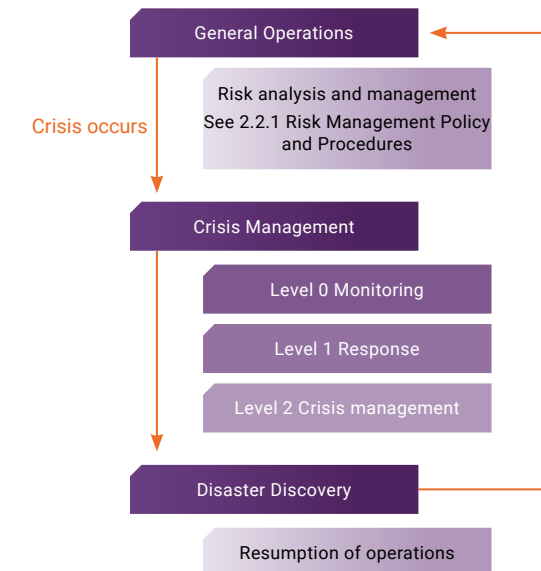 General Operations
Risk analysis and management
See 2.2.1 Risk Management Policy
and Procedures
Crisis occurs
Crisis Management
Level 0 Monitoring
Level 1 Response
Level 2 Crisis management
Disaster Discovery
Resumption of operations